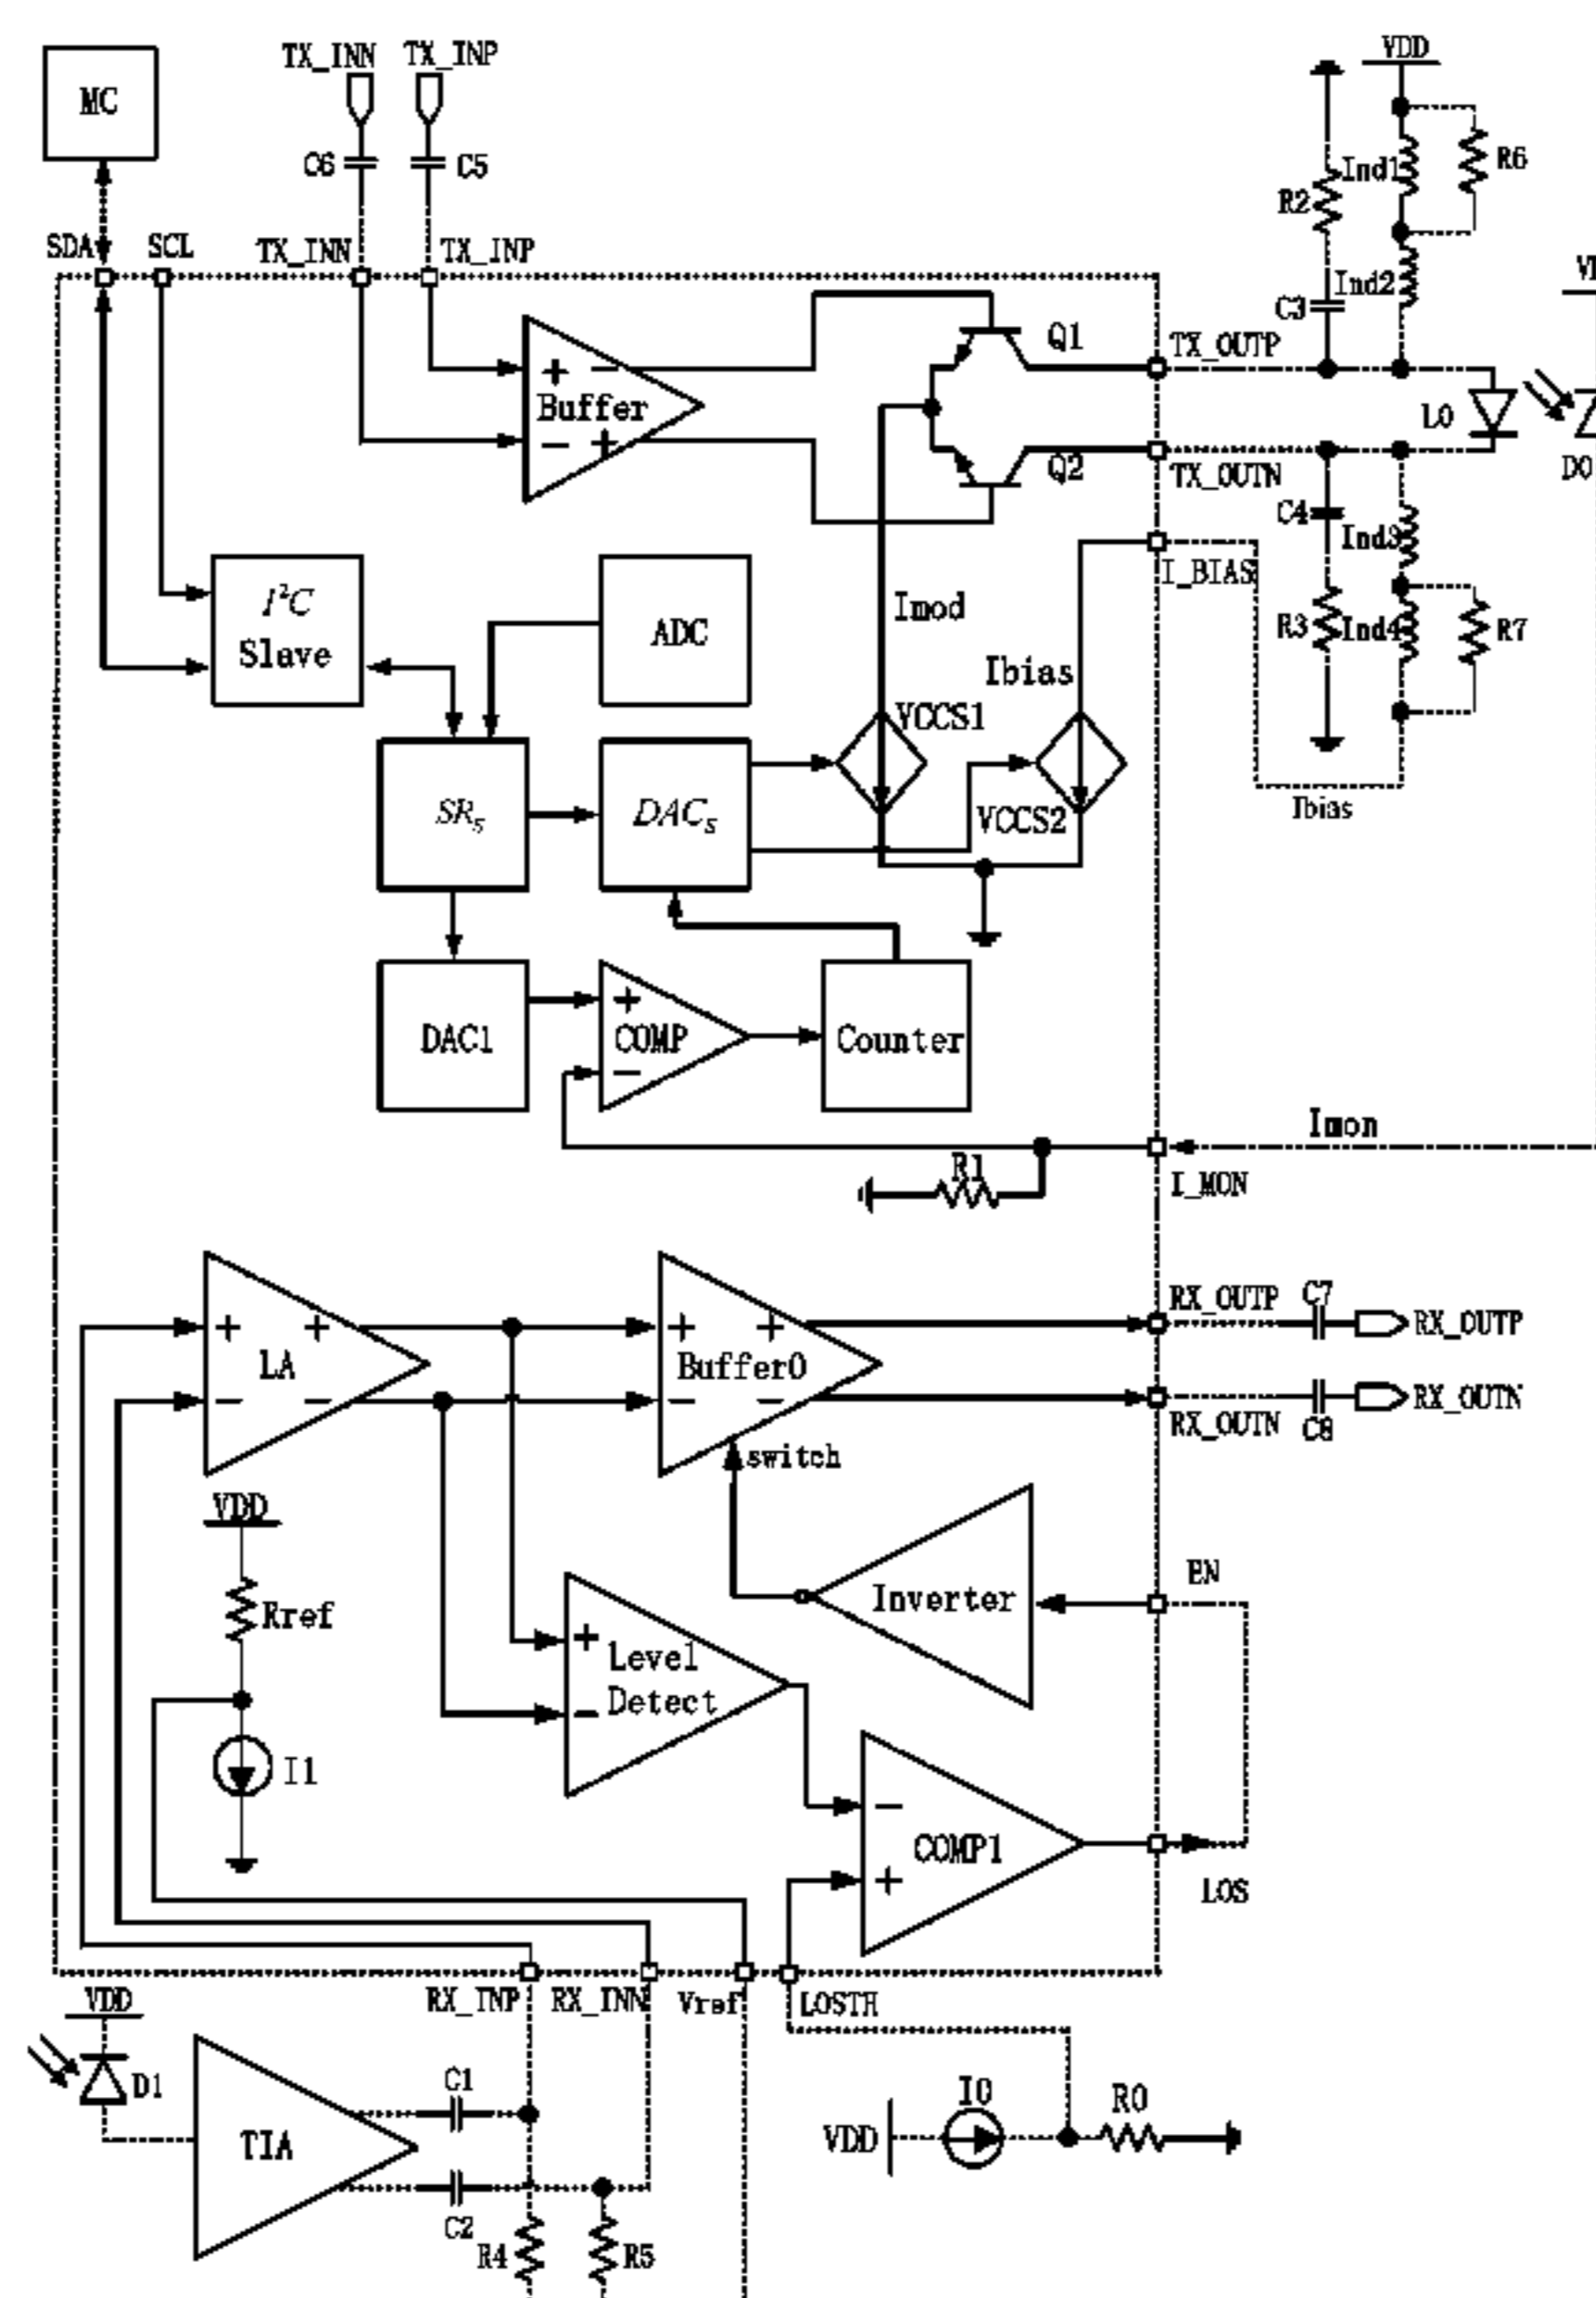 MC
TX_INN TX_INP
VDD
C6 C5
R2 Ind1 R6
SDA SCL TX_INN TX_INP
C3 Ind2
+ −
Buffer
− +
Q1
TX_OUTP
L0
Q2
TX_OUTN
D0
C4 Ind3
I_BIAS
I²C
Slave
ADC
Imod
R3 Ind4 R7
Ibias
VCCS1
SRs
DACs
VCCS2
Ibias
DAC1
+
COMP
−
Counter
Imon
R1
I_MON
+ +
LA
− −
+ +
Buffer0
− −
RX_OUTP C7 RX_OUTP
RX_OUTN C8 RX_OUTN
switch
VDD
Rref
Inverter
EN
+
Level
Detect
−
I1
−
COMP1
+
LOS
VDD
RX_INP RX_INN Vref LOSTH
D1
C1
TIA
C2
R4 R5
VDD I0 R0